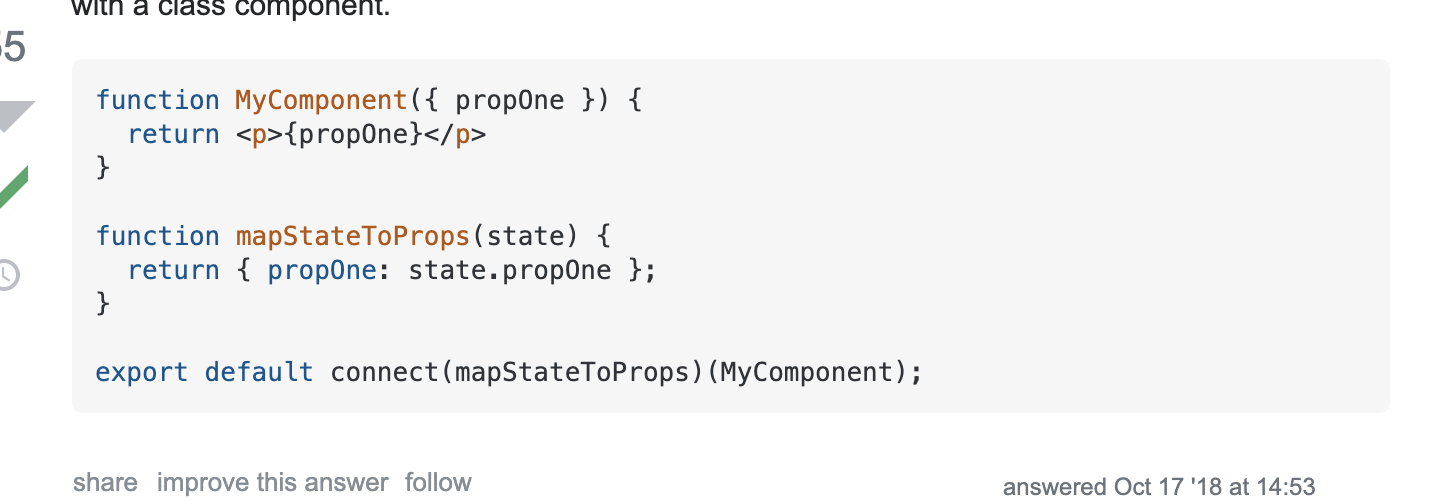 with a class component.
55
function MyComponent({ propOne }) {
  return <p>{propOne}</p>
}
function mapStateToProps(state) {
  return { propOne: state.propOne };
}
export default connect(mapStateToProps)(MyComponent);
share improve this answer follow
answered Oct 17 '18 at 14:53